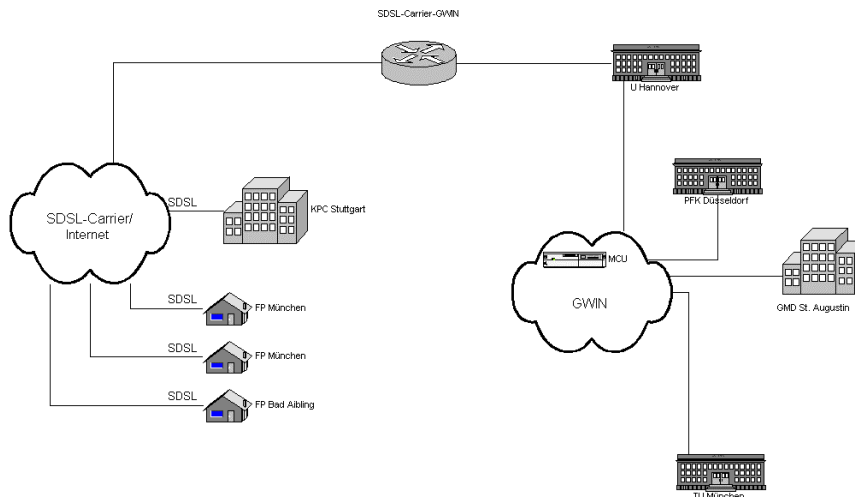 SDSL-Carrier-GWIN
U Hannover
PFK Düsseldorf
SDSL
KPC Stuttgart
SDSL-Carrier/
Internet
MCU
GWIN
GMD St. Augustin
SDSL
FP München
SDSL
FP München
SDSL
FP Bad Aibling
TU München